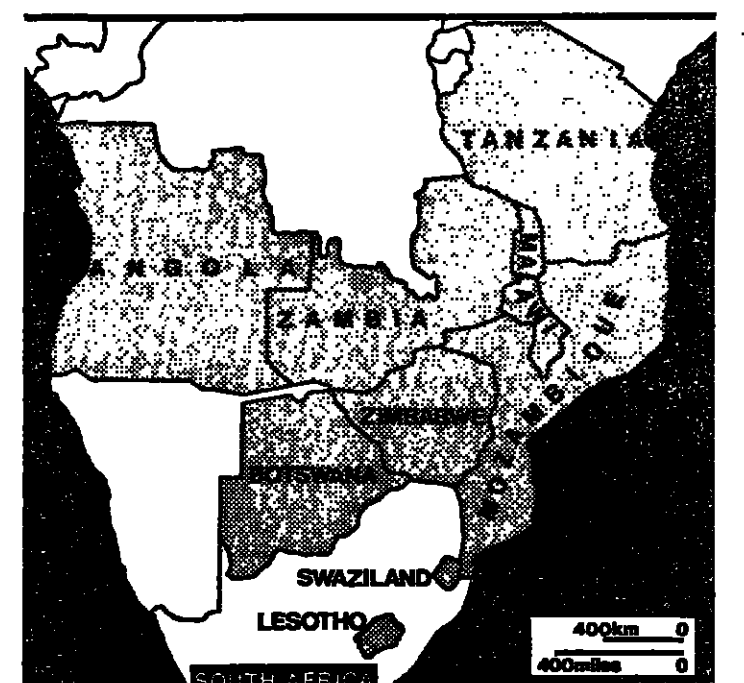 TANZANIA
ANGOLA
MALAWI
ZAMBIA
MOZAMBIQUE
ZIMBABWE
BOTSWANA
SWAZILAND
LESOTHO
400km 0
400miles 0
SOUTH AFRICA